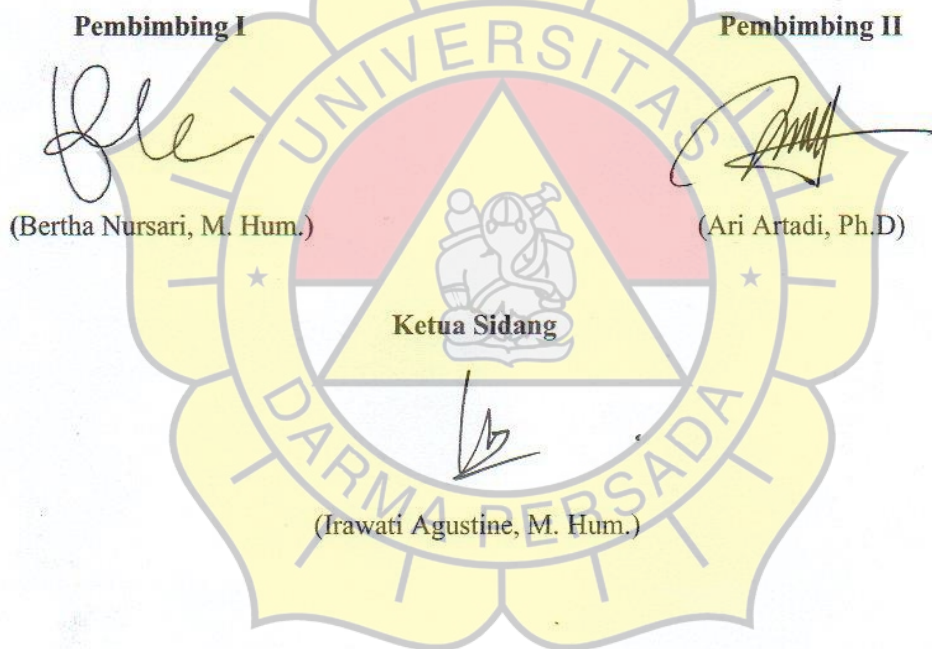 Pembimbing I
Pembimbing II
(Bertha Nursari, M. Hum.)
(Ari Artadi, Ph.D)
Ketua Sidang
(Irawati Agustine, M. Hum.)
UNIVERSITAS
DARMA PERSADA